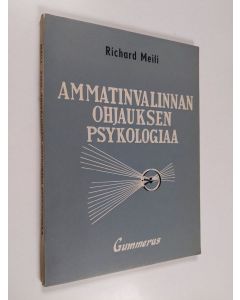 Richard Meili
AMMATINVALINNAN
OHJAUKSEN
PSYKOLOGIAA
Gummerus